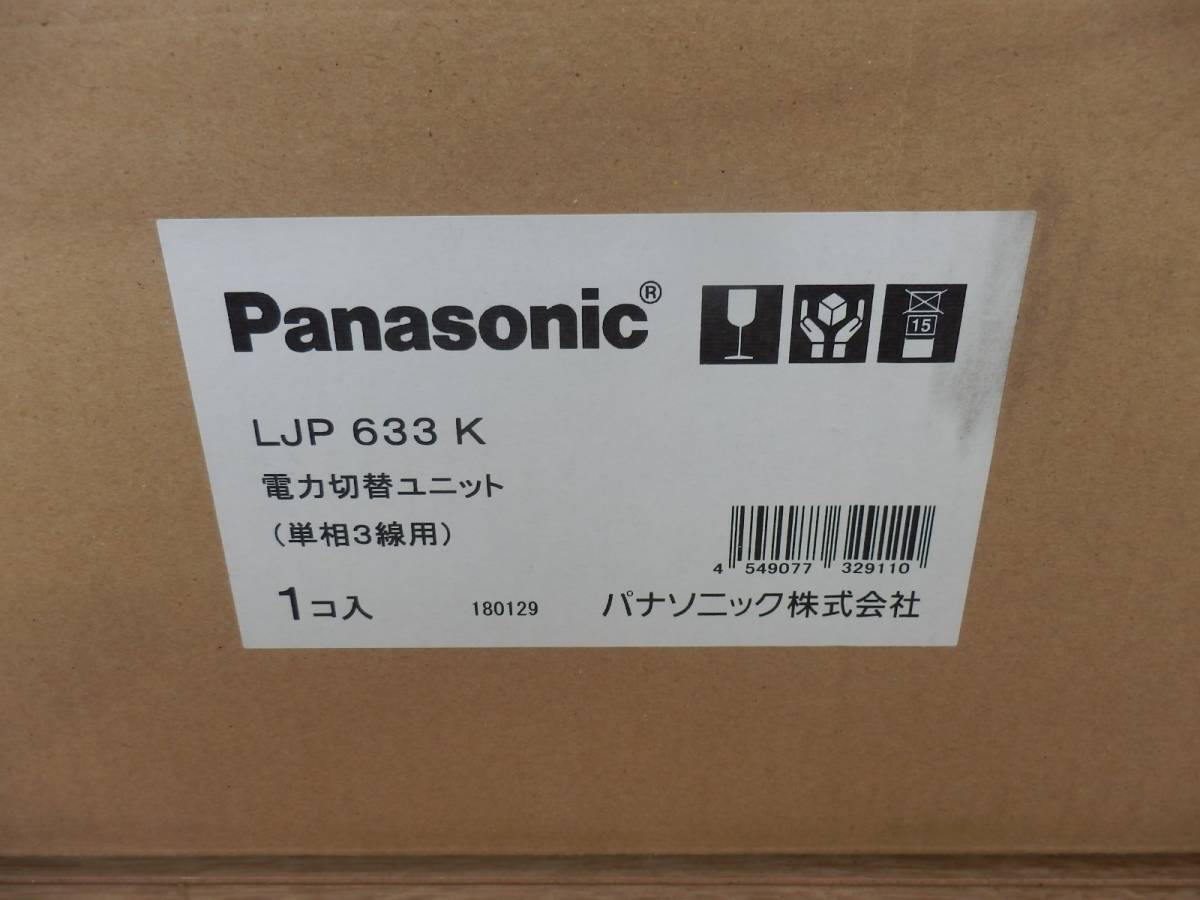 Panasonic®
15
LJP 633 K
電力切替ユニット
(単相3線用)
4 549077 329110
1コ入 180129 パナソニック株式会社